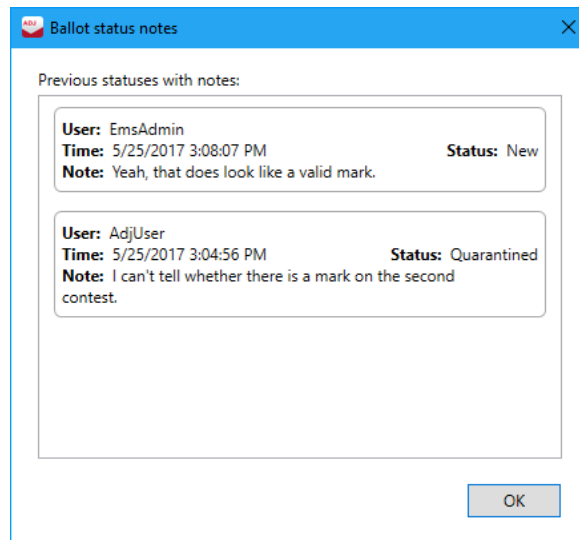 ADJ
Ballot status notes
Previous statuses with notes:
User: EmsAdmin
Time: 5/25/2017 3:08:07 PM Status: New
Note: Yeah, that does look like a valid mark.
User: AdjUser
Time: 5/25/2017 3:04:56 PM Status: Quarantined
Note: I can't tell whether there is a mark on the second
contest.
OK